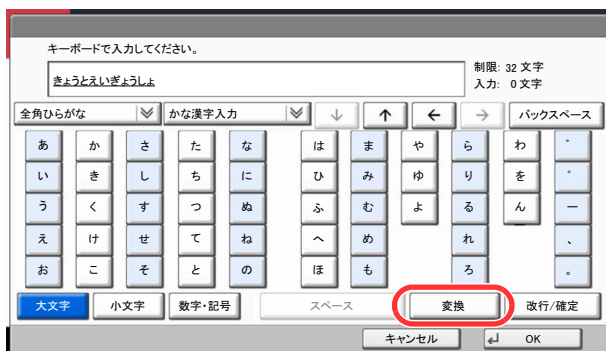 キーボードで入力してください。
制限: 32 文字
きょうとえいぎょうしょ
入力: 0 文字
全角ひらがな かな漢字入力 ↓ ↑ ← → バックスペース
あ か さ た な は ま や ら わ ゛
い き し ち に ひ み ゆ り を ゜
う く す つ ぬ ふ む よ る ん ー
え け せ て ね へ め れ 、
お こ そ と の ほ も ろ 。
大文字 小文字 数字・記号 スペース 変換 改行/確定
キャンセル OK